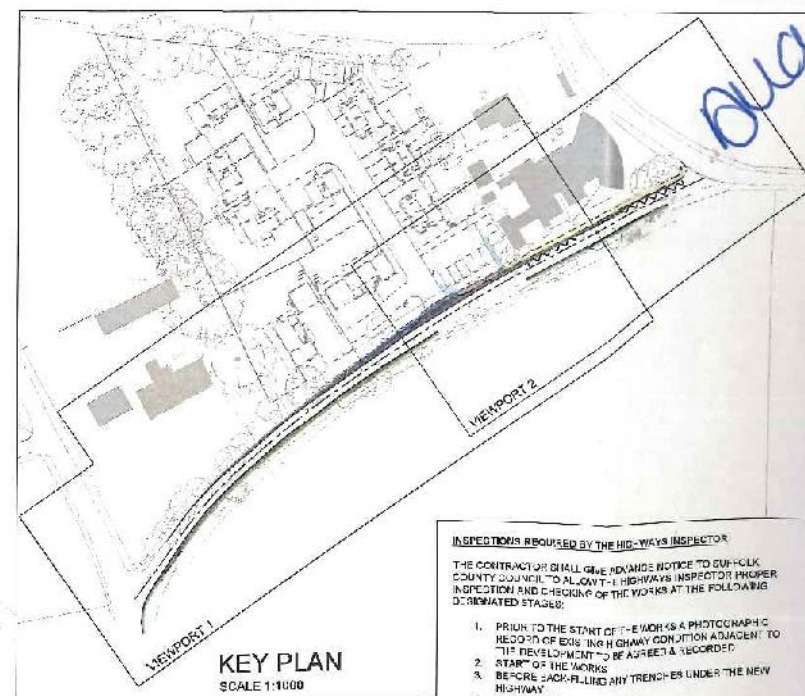 VIEWPORT 2
VIEWPORT 1
KEY PLAN
SCALE 1:1000
INSPECTIONS REQUIRED BY THE HIGHWAYS INSPECTOR
THE CONTRACTOR SHALL GIVE ADVANCE NOTICE TO SUFFOLK
COUNTY COUNCIL TO ALLOW THE HIGHWAYS INSPECTOR PROPER
INSPECTION AND CHECKING OF THE WORKS AT THE FOLLOWING
DESIGNATED STAGES:
1. PRIOR TO THE START OF THE WORKS A PHOTOGRAPHIC
RECORD OF EXISTING HIGHWAY CONDITION ADJACENT TO
THE DEVELOPMENT TO BE AGREED & RECORDED
2. START OF THE WORKS
3. BEFORE BACK-FILLING ANY TRENCHES UNDER THE NEW
HIGHWAY